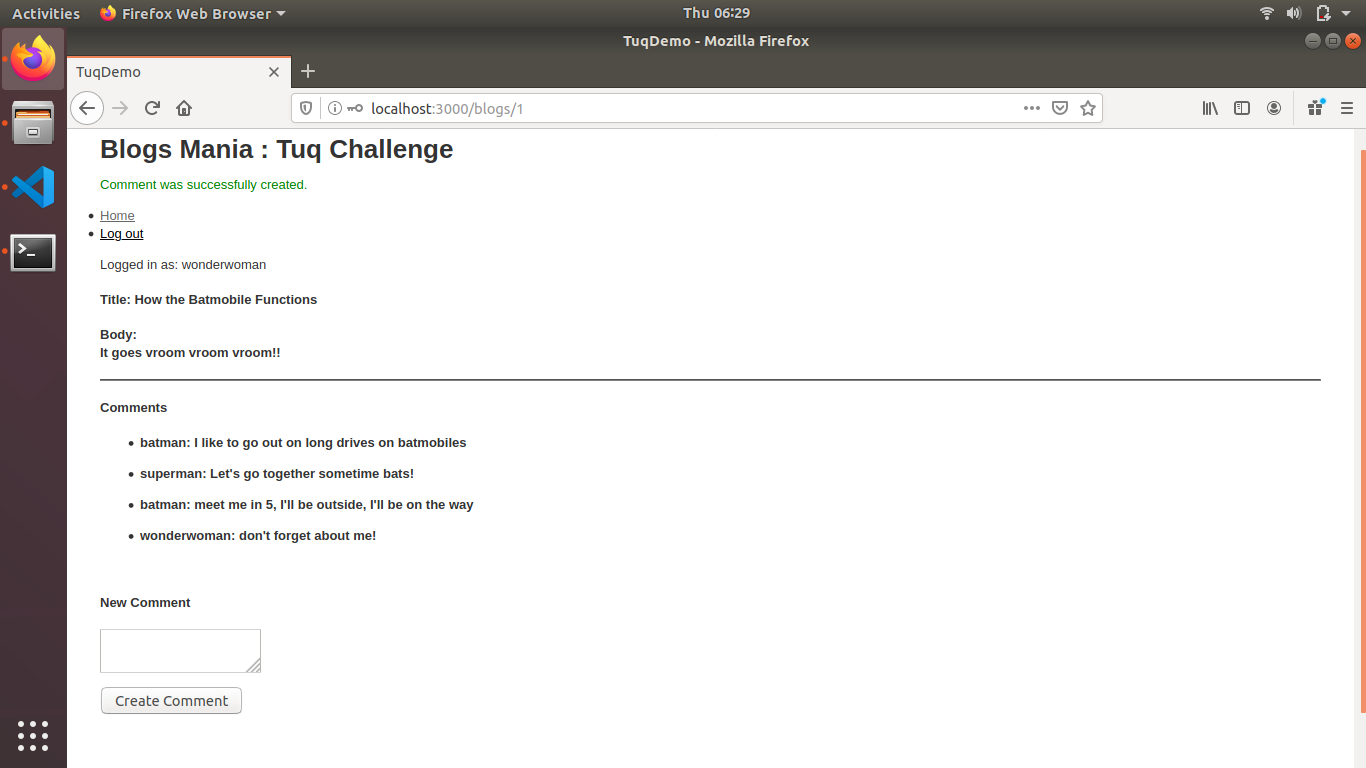 Activities
Firefox Web Browser
Thu 06:29
TuqDemo - Mozilla Firefox
TuqDemo
localhost:3000/blogs/1
Blogs Mania : Tuq Challenge
Comment was successfully created.
Home
Log out
Logged in as: wonderwoman
Title: How the Batmobile Functions
Body:
It goes vroom vroom vroom!!
Comments
batman: I like to go out on long drives on batmobiles
superman: Let's go together sometime bats!
batman: meet me in 5, I'll be outside, I'll be on the way
wonderwoman: don't forget about me!
New Comment
Create Comment